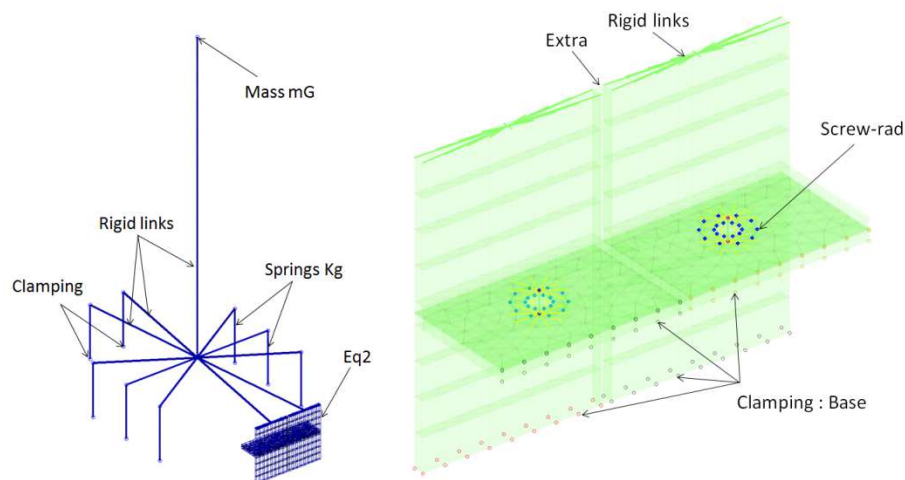 Mass mG
Rigid links
Clamping
Springs Kg
Eq2
Rigid links
Extra
Screw-rad
Clamping : Base